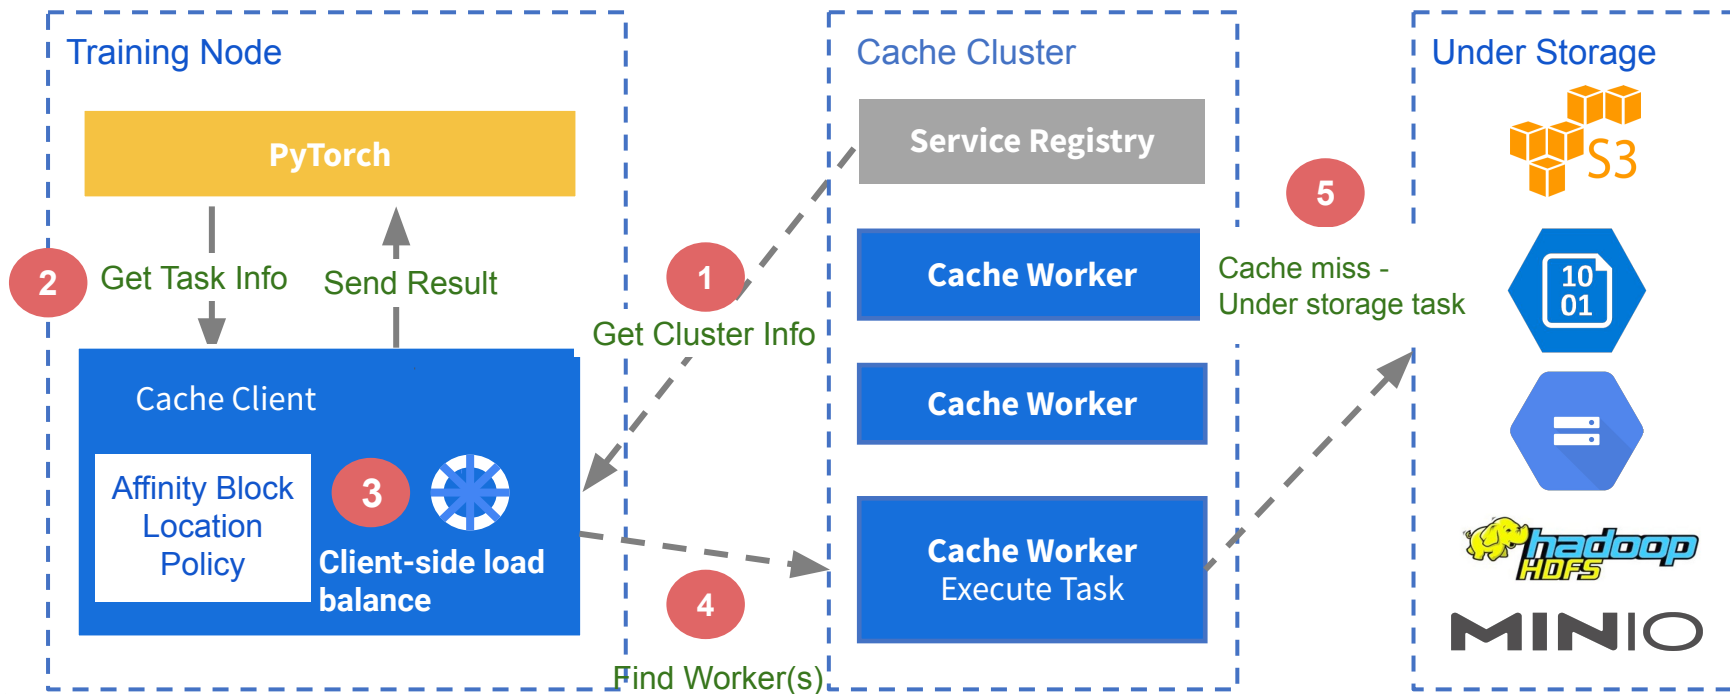 Training Node
PyTorch
2
Get Task Info
Send Result
Cache Client
Affinity Block
Location
Policy
3
Client-side load
balance
1
Get Cluster Info
4
Find Worker(s)
Cache Cluster
Service Registry
Cache Worker
Cache Worker
Cache Worker
Execute Task
5
Cache miss -
Under storage task
Under Storage
S3
10
01
hadoop
HDFS
MINIO